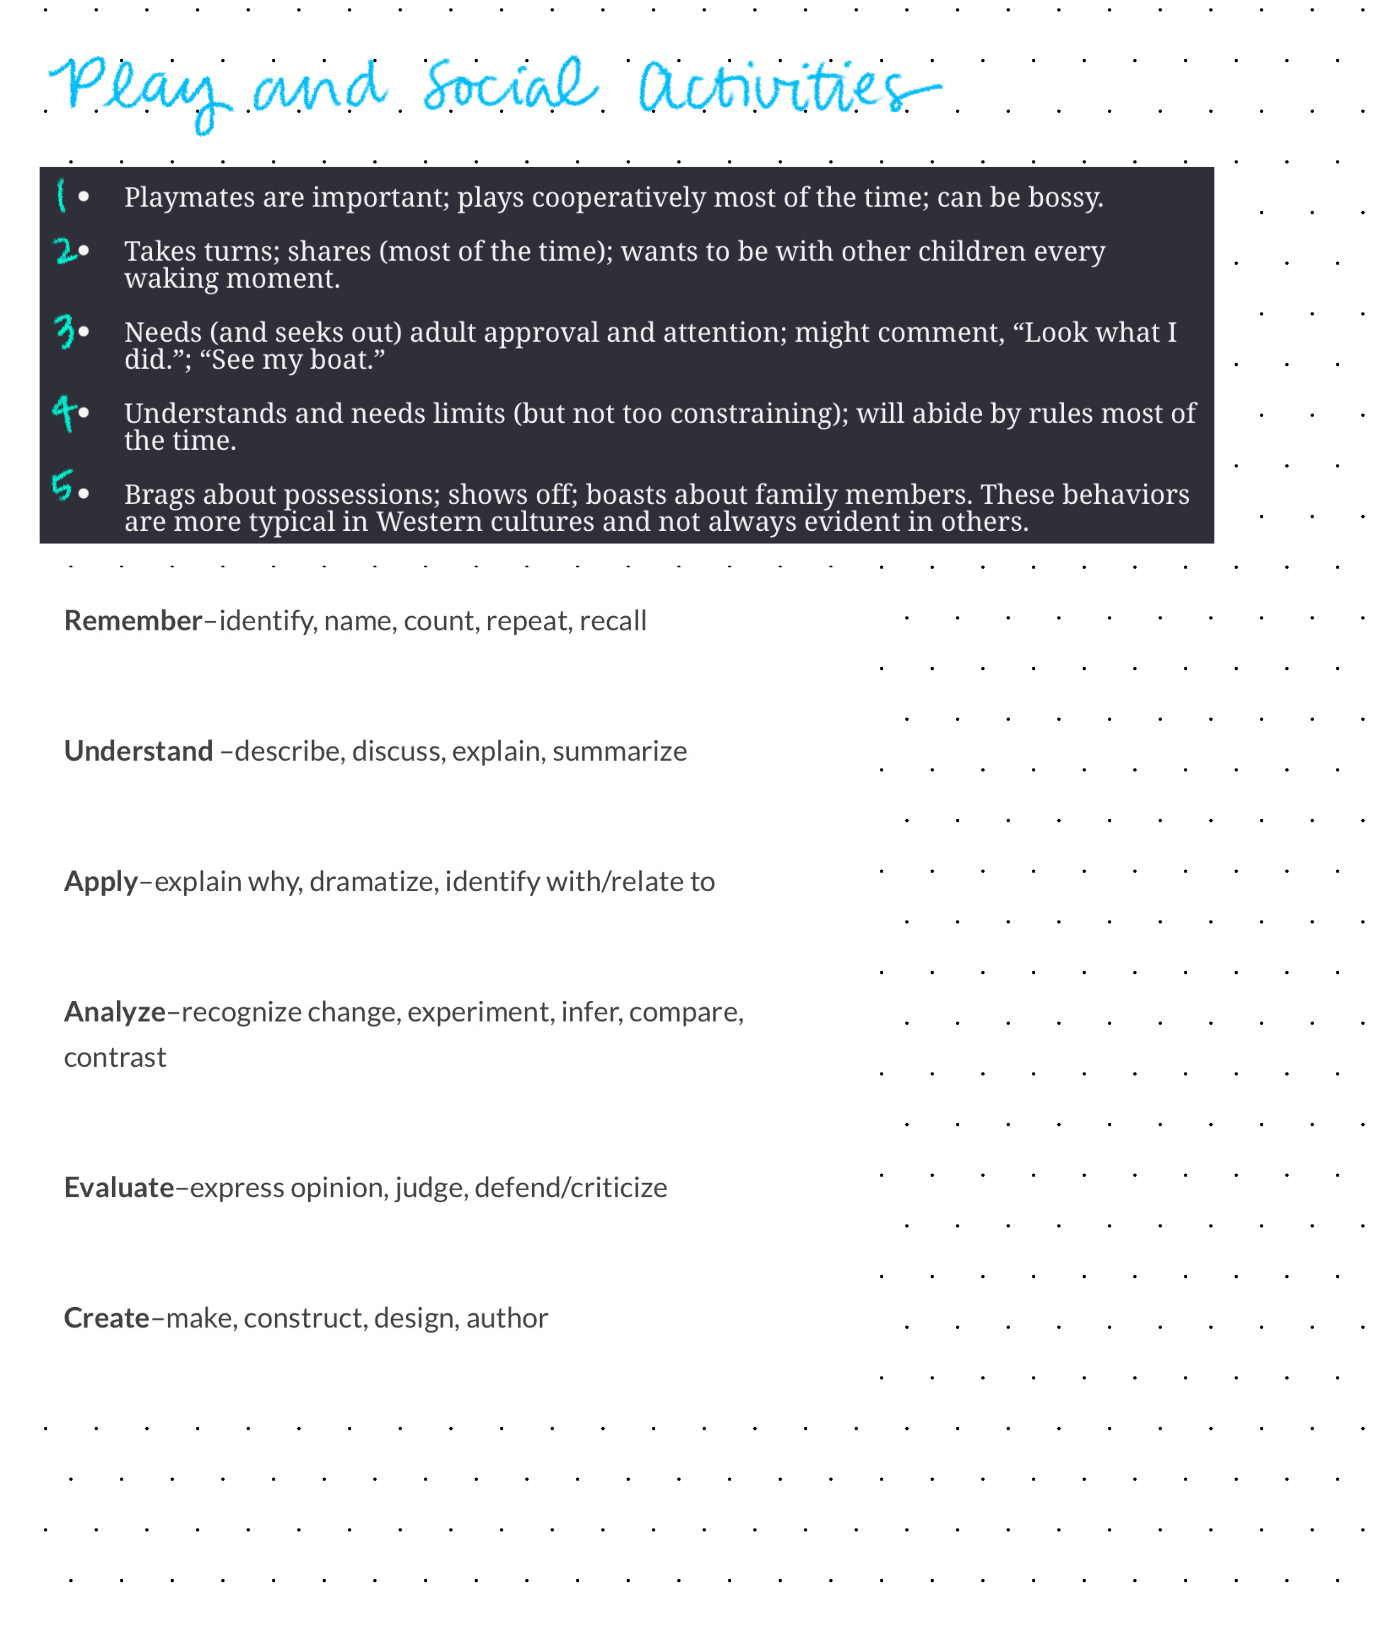 Play and Social Activities
1 • Playmates are important; plays cooperatively most of the time; can be bossy.
2 • Takes turns; shares (most of the time); wants to be with other children every
waking moment.
3 • Needs (and seeks out) adult approval and attention; might comment, “Look what I
did.”; “See my boat.”
4 • Understands and needs limits (but not too constraining); will abide by rules most of
the time.
5 • Brags about possessions; shows off; boasts about family members. These behaviors
are more typical in Western cultures and not always evident in others.
Remember–identify, name, count, repeat, recall
Understand –describe, discuss, explain, summarize
Apply–explain why, dramatize, identify with/relate to
Analyze–recognize change, experiment, infer, compare,
contrast
Evaluate–express opinion, judge, defend/criticize
Create–make, construct, design, author